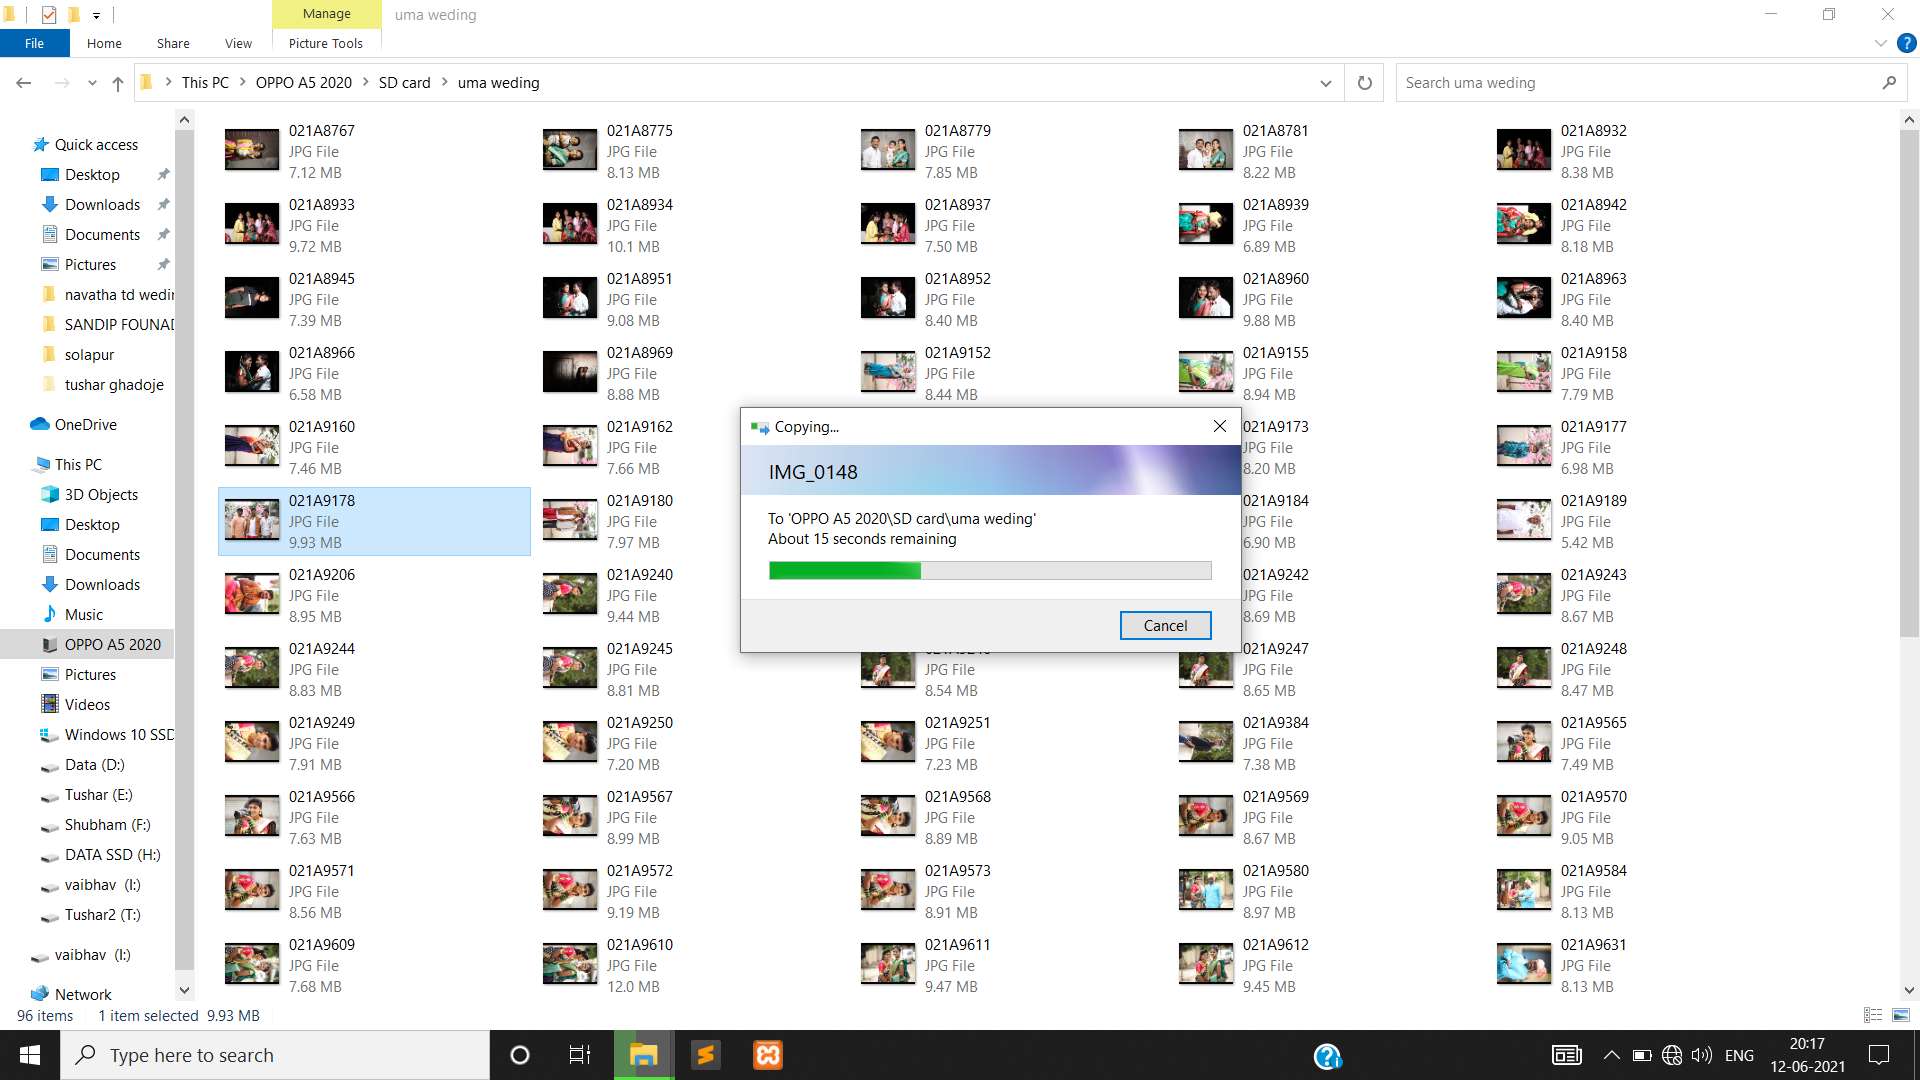 Manage
uma weding
File
Home
Share
View
Picture Tools
This PC
OPPO A5 2020
SD card
uma weding
Search uma weding
Quick access
Desktop
Downloads
Documents
Pictures
navatha td wedin
SANDIP FOUNAD
solapur
tushar ghadoje
OneDrive
This PC
3D Objects
Desktop
Documents
Downloads
Music
OPPO A5 2020
Pictures
Videos
Windows 10 SSD
Data (D:)
Tushar (E:)
Shubham (F:)
DATA SSD (H:)
vaibhav (I:)
Tushar2 (T:)
vaibhav (I:)
Network
021A8767 021A8775 021A8779 021A8781 021A8932
JPG File JPG File JPG File JPG File JPG File
7.12 MB 8.13 MB 7.85 MB 8.22 MB 8.38 MB
021A8933 021A8934 021A8937 021A8939 021A8942
JPG File JPG File JPG File JPG File JPG File
9.72 MB 10.1 MB 7.50 MB 6.89 MB 8.18 MB
021A8945 021A8951 021A8952 021A8960 021A8963
JPG File JPG File JPG File JPG File JPG File
7.39 MB 9.08 MB 8.40 MB 9.88 MB 8.40 MB
021A8966 021A8969 021A9152 021A9155 021A9158
JPG File JPG File JPG File JPG File JPG File
6.58 MB 8.88 MB 8.44 MB 8.94 MB 7.79 MB
021A9160 021A9162 021A9173 021A9177
JPG File JPG File JPG File JPG File
7.46 MB 7.66 MB 8.20 MB 6.98 MB
021A9178 021A9180 021A9184 021A9189
JPG File JPG File JPG File JPG File
9.93 MB 7.97 MB 6.90 MB 5.42 MB
021A9206 021A9240 021A9242 021A9243
JPG File JPG File JPG File JPG File
8.95 MB 9.44 MB 8.69 MB 8.67 MB
021A9244 021A9245 021A9247 021A9248
JPG File JPG File JPG File JPG File JPG File
8.83 MB 8.81 MB 8.54 MB 8.65 MB 8.47 MB
021A9249 021A9250 021A9251 021A9384 021A9565
JPG File JPG File JPG File JPG File JPG File
7.91 MB 7.20 MB 7.23 MB 7.38 MB 7.49 MB
021A9566 021A9567 021A9568 021A9569 021A9570
JPG File JPG File JPG File JPG File JPG File
7.63 MB 8.99 MB 8.89 MB 8.67 MB 9.05 MB
021A9571 021A9572 021A9573 021A9580 021A9584
JPG File JPG File JPG File JPG File JPG File
8.56 MB 9.19 MB 8.91 MB 8.97 MB 8.13 MB
021A9609 021A9610 021A9611 021A9612 021A9631
JPG File JPG File JPG File JPG File JPG File
7.68 MB 12.0 MB 9.47 MB 9.45 MB 8.13 MB
Copying...
IMG_0148
To 'OPPO A5 2020\SD card\uma weding'
About 15 seconds remaining
Cancel
96 items 1 item selected 9.93 MB
Type here to search
ENG
20:17
12-06-2021